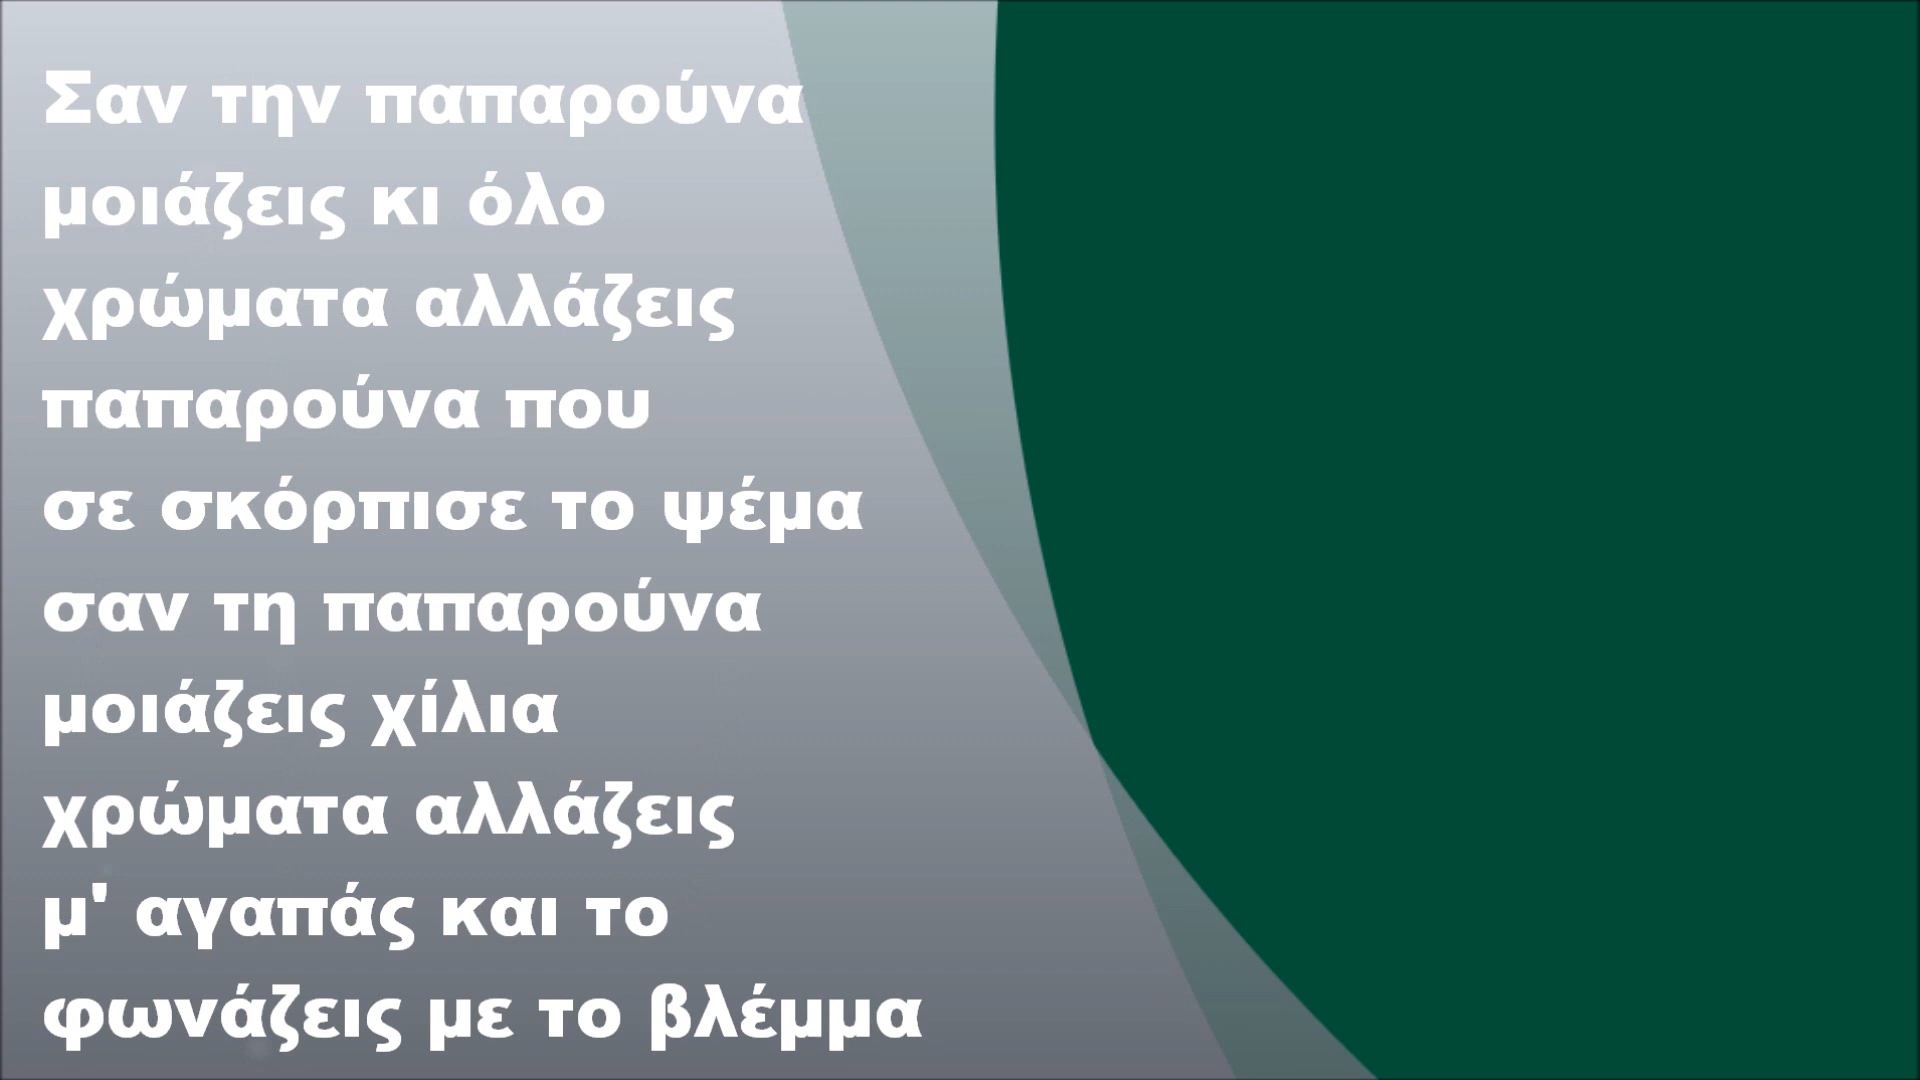 Σαν την παπαρούνα
μοιάζεις κι όλο
χρώματα αλλάζεις
παπαρούνα που
σε σκόρπισε το ψέμα
σαν τη παπαρούνα
μοιάζεις χίλια
χρώματα αλλάζεις
μ' αγαπάς και το
φωνάζεις με το βλέμμα